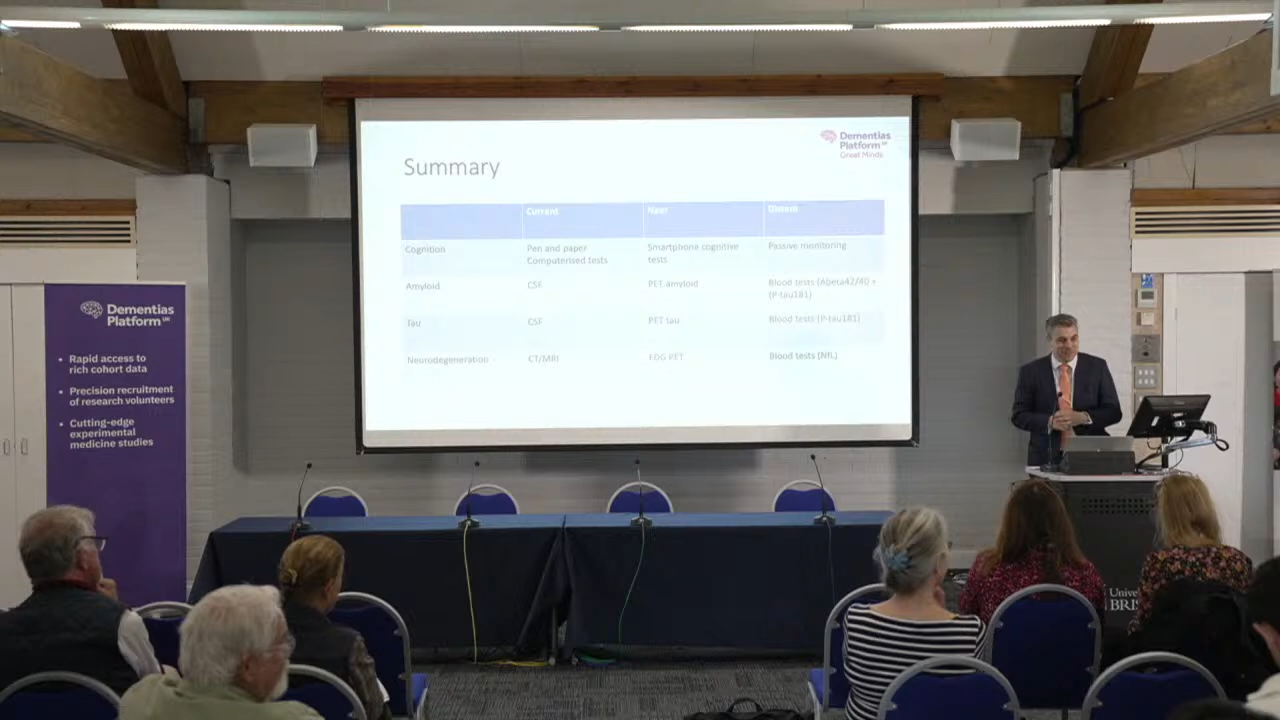 Dementias
Platform UK
Great Minds
Summary
Current Near Distant
Cognition Pen and paper Smartphone cognitive Passive monitoring
Computerised tests tests
Amyloid CSF PET amyloid Blood tests (Abeta42/40 +
(P-tau181)
Tau CSF PET tau Blood tests (P-tau181)
Neurodegeneration CT/MRI FDG PET Blood tests (NfL)
Dementias
Platform UK
• Rapid access to
rich cohort data
• Precision recruitment
of research volunteers
• Cutting-edge
experimental
medicine studies
Unive
BRIS